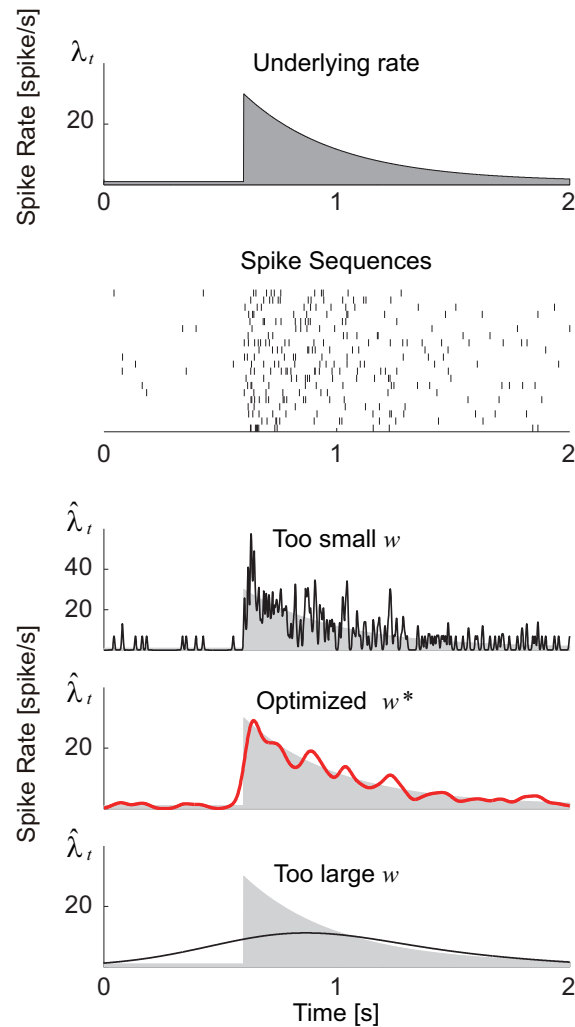 λt
Underlying rate
Spike Rate [spike/s]
20
0 1 2
Spike Sequences
0 1 2
λ̂t
Too small w
40
20
λ̂t
Optimized w*
20
Spike Rate [spike/s]
λ̂t
Too large w
20
0 1 2
Time [s]